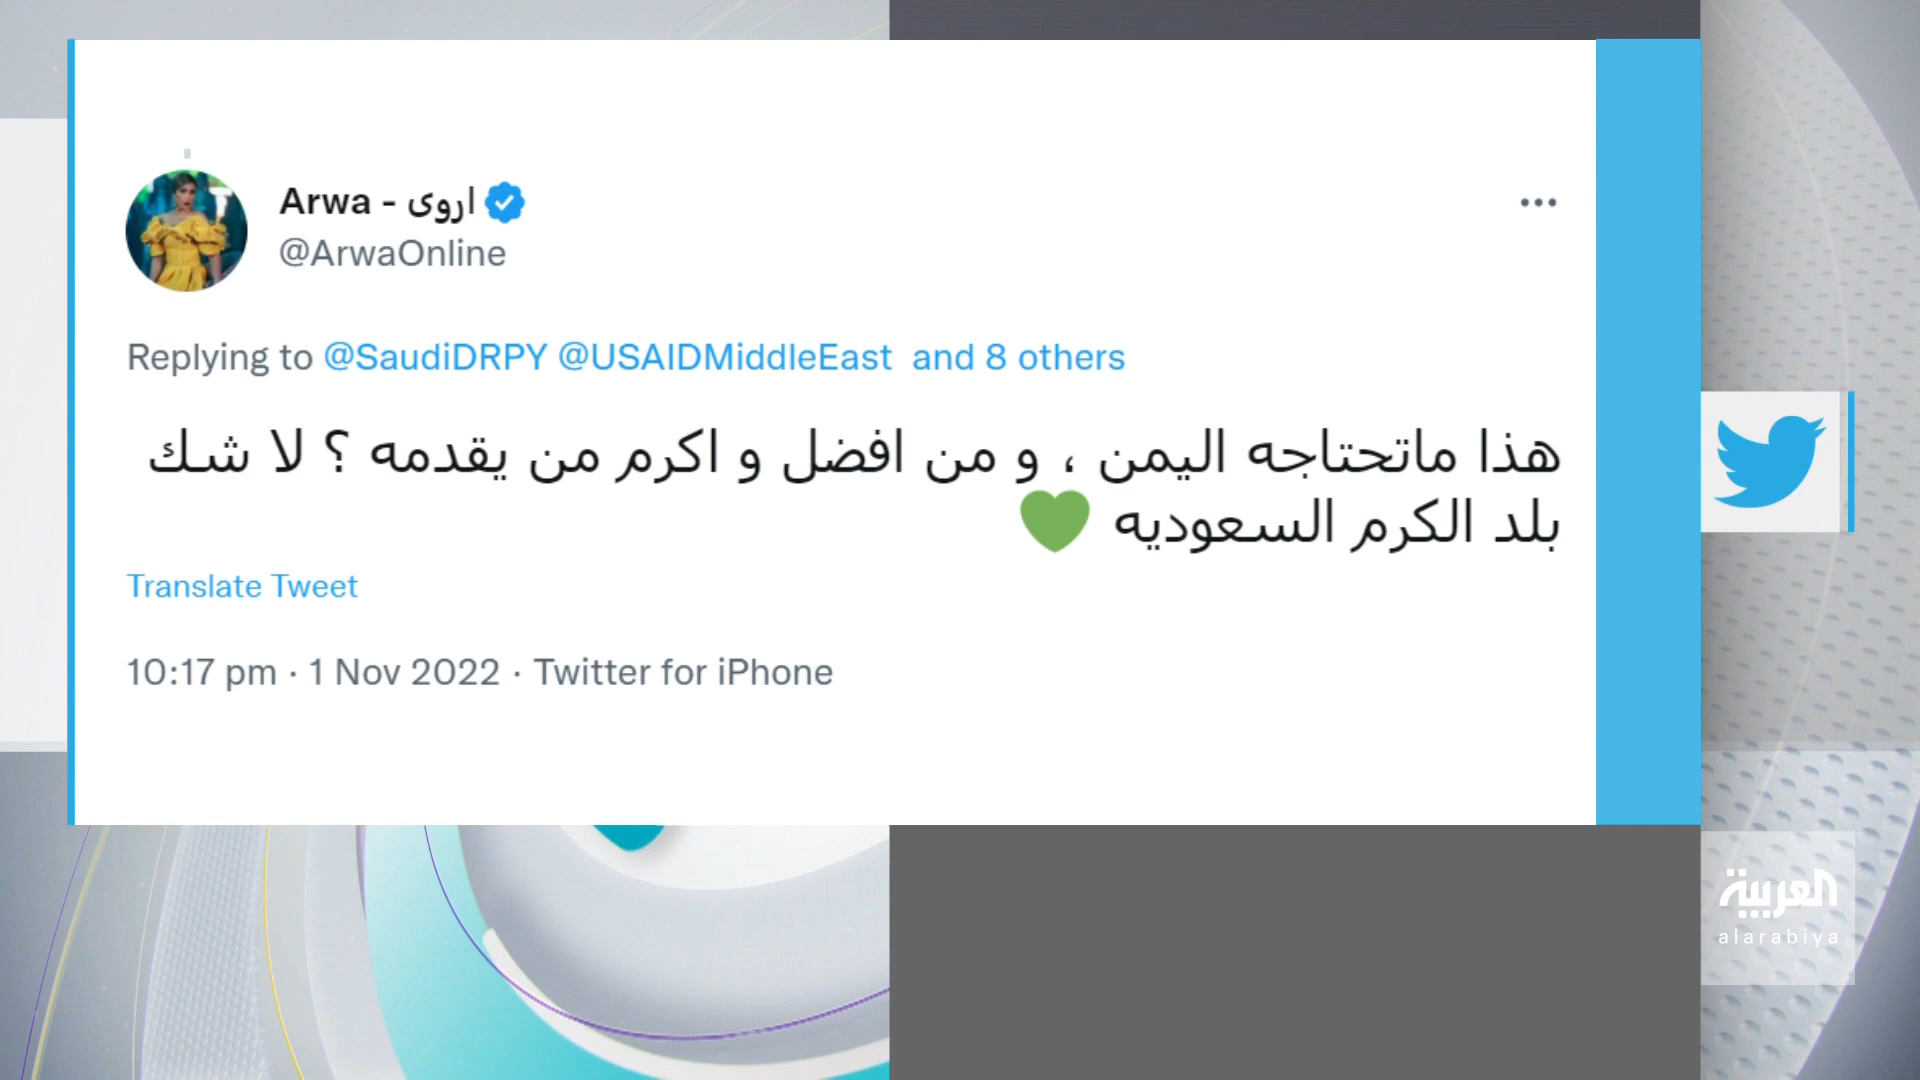 Arwa - اروى
@ArwaOnline
Replying to @SaudiDRPY @USAIDMiddleEast and 8 others
هذا ماتحتاجه اليمن ، و من افضل و اكرم من يقدمه ؟ لا شك
بلد الكرم السعوديه 💚
Translate Tweet
10:17 pm · 1 Nov 2022 · Twitter for iPhone
العربية
alarabiya